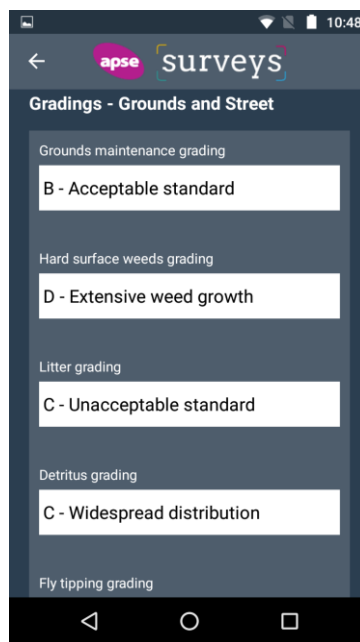 10:48
apse surveys
Gradings - Grounds and Street
Grounds maintenance grading
B - Acceptable standard
Hard surface weeds grading
D - Extensive weed growth
Litter grading
C - Unacceptable standard
Detritus grading
C - Widespread distribution
Fly tipping grading